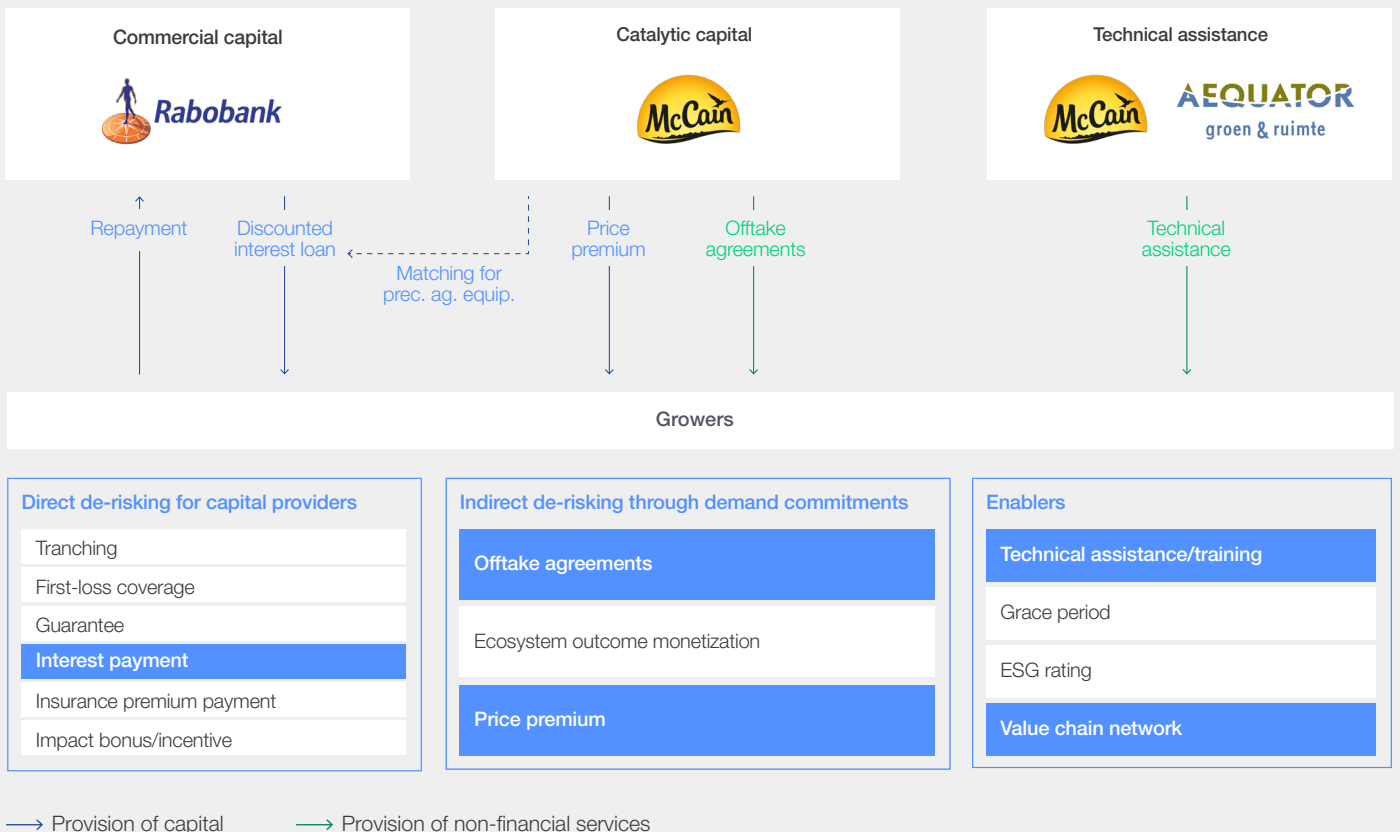 Commercial capital
Rabobank
Catalytic capital
McCain
Technical assistance
McCain
AEQUATOR
groen & ruimte
Repayment
Discounted
interest loan
Matching for
prec. ag. equip.
Price
premium
Offtake
agreements
Technical
assistance
Growers
Direct de-risking for capital providers
Tranching
First-loss coverage
Guarantee
Interest payment
Insurance premium payment
Impact bonus/incentive
Indirect de-risking through demand commitments
Offtake agreements
Ecosystem outcome monetization
Price premium
Enablers
Technical assistance/training
Grace period
ESG rating
Value chain network
Provision of capital
Provision of non-financial services